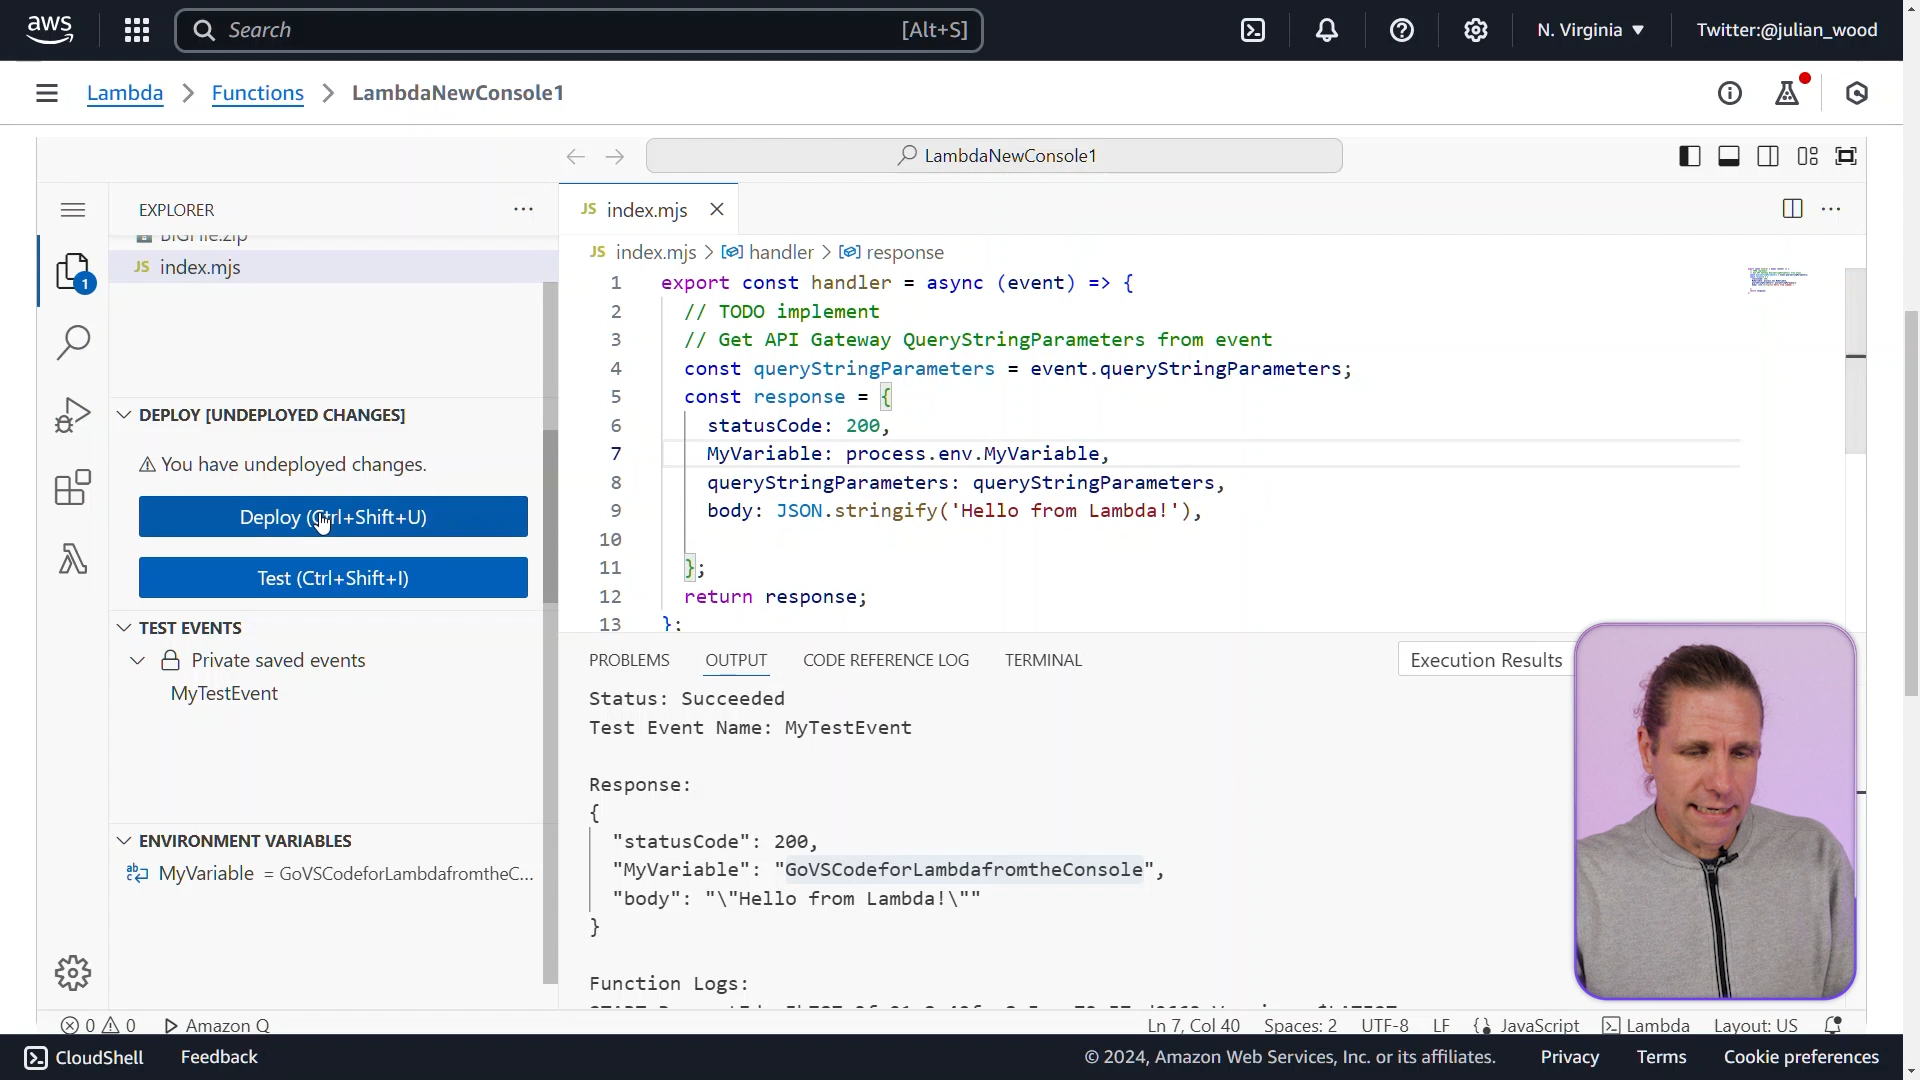 aws
Search
[Alt+S]
N. Virginia
Twitter:@julian_wood
Lambda
Functions
LambdaNewConsole1
LambdaNewConsole1
EXPLORER
JS index.mjs
BIGFile.zip
JS index.mjs
JS index.mjs > handler > response
1 export const handler = async (event) => {
2 // TODO implement
3 // Get API Gateway QueryStringParameters from event
4 const queryStringParameters = event.queryStringParameters;
5 const response = {
6 statusCode: 200,
7 MyVariable: process.env.MyVariable,
8 queryStringParameters: queryStringParameters,
9 body: JSON.stringify('Hello from Lambda!'),
10
11 };
12 return response;
13 };
1
DEPLOY [UNDEPLOYED CHANGES]
You have undeployed changes.
Deploy (Ctrl+Shift+U)
Test (Ctrl+Shift+I)
TEST EVENTS
Private saved events
MyTestEvent
ENVIRONMENT VARIABLES
MyVariable = GoVSCodeforLambdafromtheC...
PROBLEMS
OUTPUT
CODE REFERENCE LOG
TERMINAL
Execution Results
Status: Succeeded
Test Event Name: MyTestEvent
Response:
{
"statusCode": 200,
"MyVariable": "GoVSCodeforLambdafromtheConsole",
"body": "\"Hello from Lambda!\""
}
Function Logs:
0 0
Amazon Q
Ln 7, Col 40
Spaces: 2
UTF-8
LF
JavaScript
Lambda
Layout: US
CloudShell
Feedback
© 2024, Amazon Web Services, Inc. or its affiliates.
Privacy
Terms
Cookie preferences